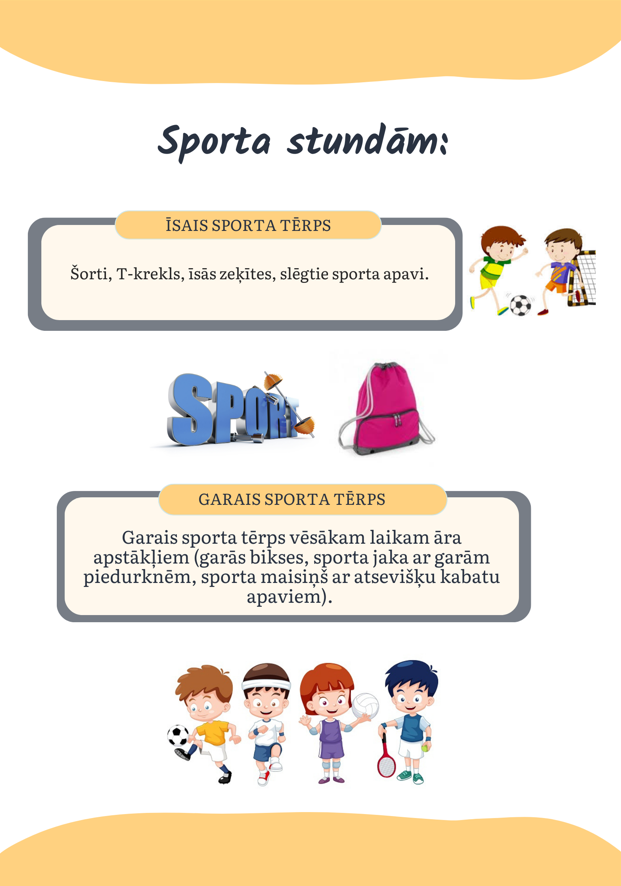 Sporta stundām:
ĪSAIS SPORTA TĒRPS
Šorti, T-krekls, īsās zeķītes, slēgtie sporta apavi.
SPORT
GARAIS SPORTA TĒRPS
Garais sporta tērps vēsākam laikam āra
apstākļiem (garās bikses, sporta jaka ar garām
piedurknēm, sporta maisiņš ar atsevišķu kabatu
apaviem).